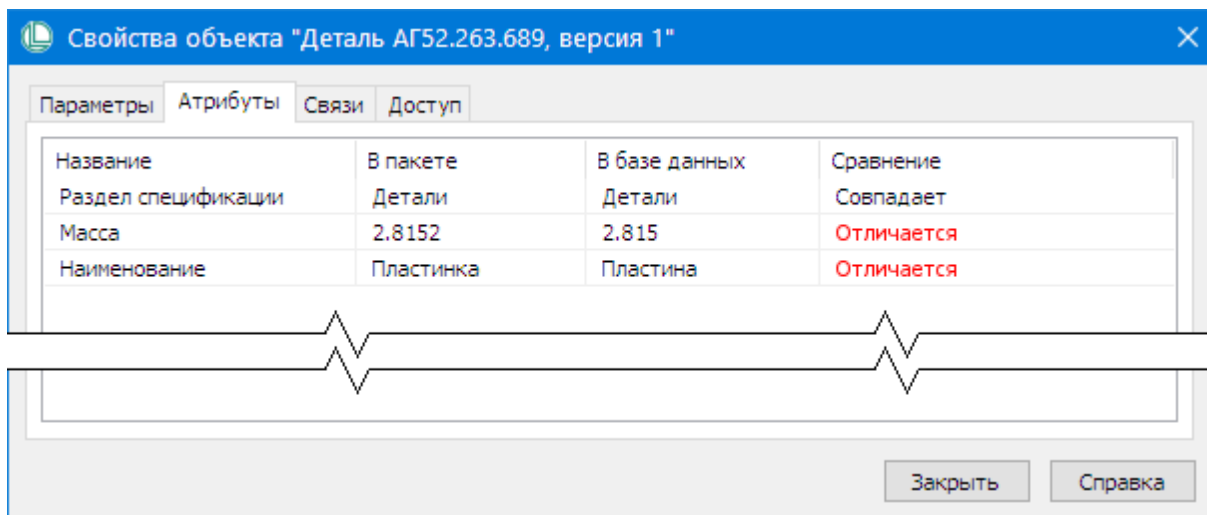 Свойства объекта "Деталь АГ52.263.689, версия 1"
Параметры Атрибуты Связи Доступ
Название В пакете В базе данных Сравнение
Раздел спецификации Детали Детали Совпадает
Масса 2.8152 2.815 Отличается
Наименование Пластинка Пластина Отличается
Закрыть Справка